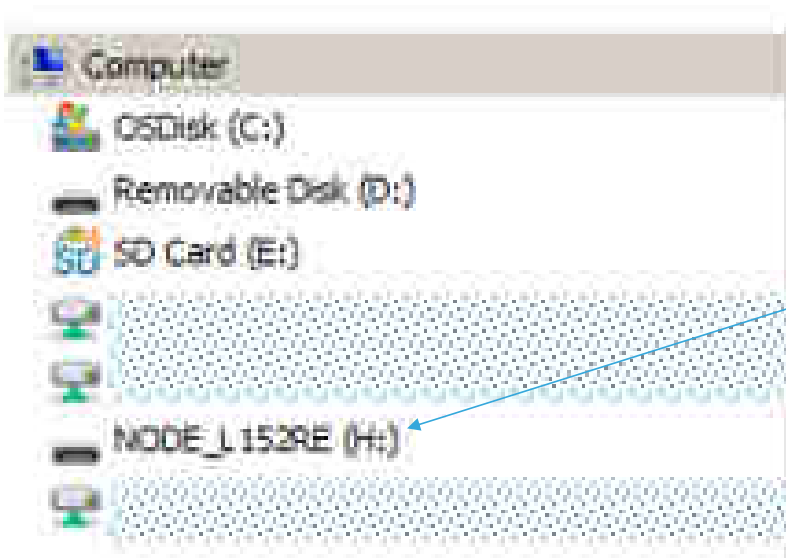 Computer
OSDisk (C:)
Removable Disk (D:)
SD Card (E:)
NODE_L152RE (H:)